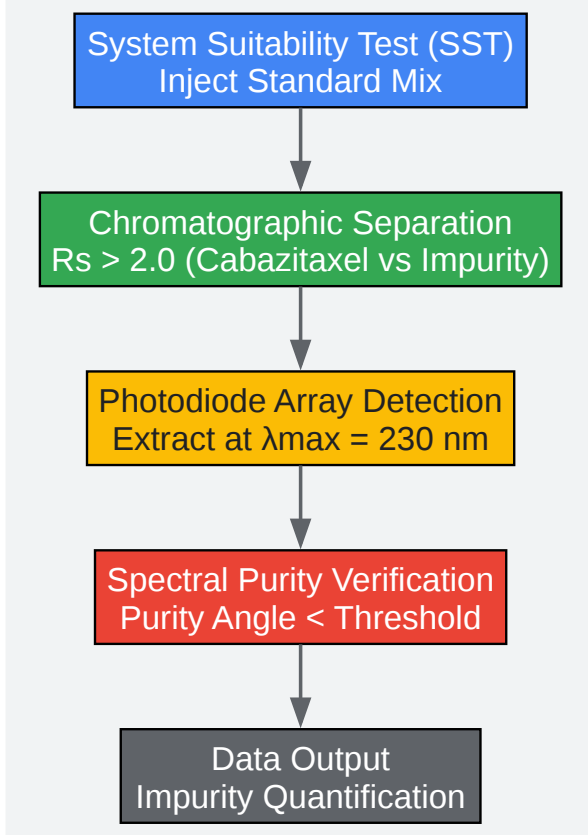 System Suitability Test (SST)
Inject Standard Mix
Chromatographic Separation
Rs > 2.0 (Cabazitaxel vs Impurity)
Photodiode Array Detection
Extract at λmax = 230 nm
Spectral Purity Verification
Purity Angle < Threshold
Data Output
Impurity Quantification